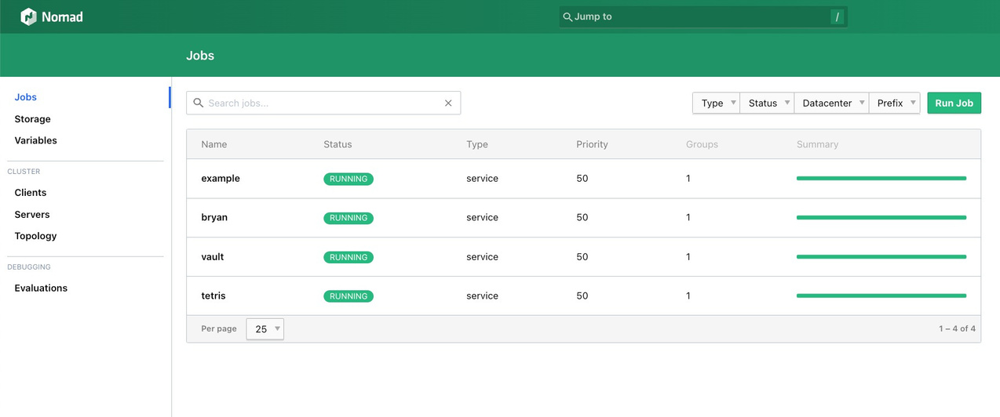 Nomad
Jump to /
Jobs
Jobs
Storage
Variables
CLUSTER
Clients
Servers
Topology
DEBUGGING
Evaluations
Search jobs...
Type Status Datacenter Prefix Run Job
Name Status Type Priority Groups Summary
example RUNNING service 50 1
bryan RUNNING service 50 1
vault RUNNING service 50 1
tetris RUNNING service 50 1
Per page 25 1 – 4 of 4